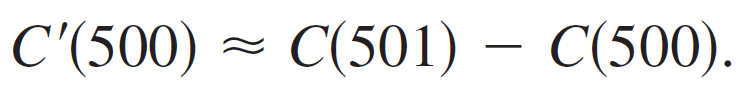 C'(500) ≈ C(501) − C(500).